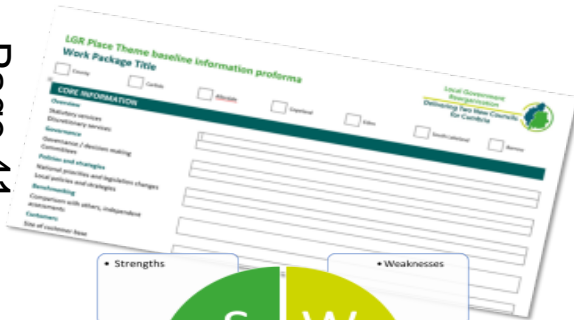 Page 41
LGR Place Theme baseline information proforma
Work Package Title
County
Carlisle
Allerdale
Copeland
Eden
South Lakeland
Barrow
Local Government
Reorganisation
Delivering Two New Councils
for Cumbria
CORE INFORMATION
Overview
Statutory services
Discretionary services
Governance
Governance / decision making
Committees
Policies and strategies
National priorities and legislation changes
Local policies and strategies
Benchmarking
Comparison with others, independent
assessments
Customers
Size of customer base
• Strengths
• Weaknesses
S
W